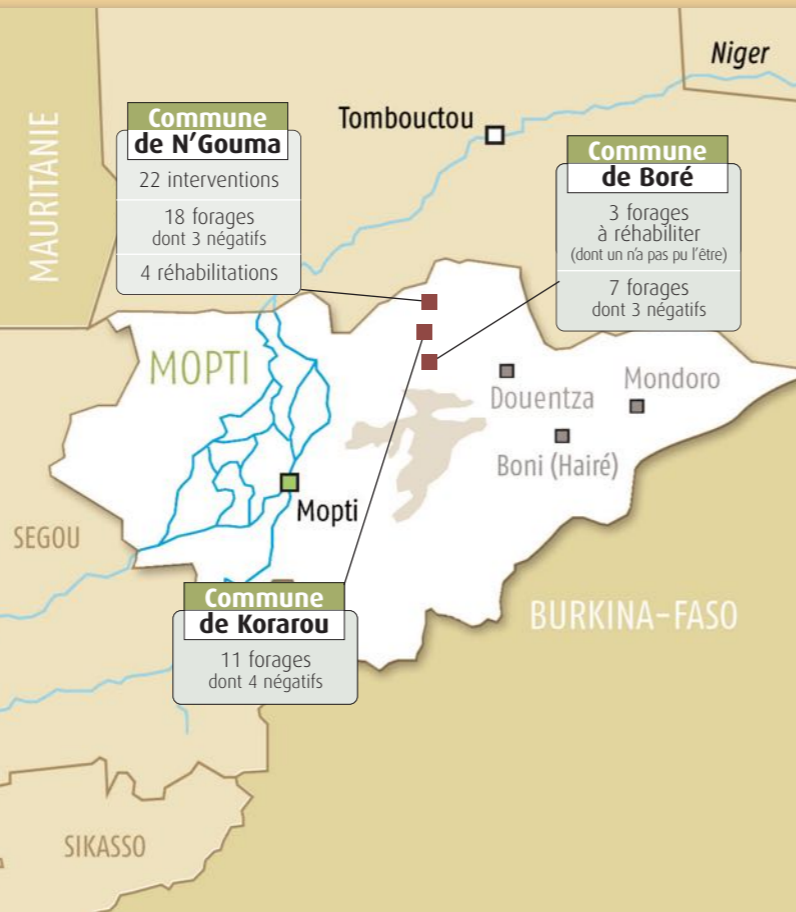 Niger
MAURITANIE
Tombouctou
Commune
de N'Gouma
22 interventions
18 forages
dont 3 négatifs
4 réhabilitations
Commune
de Boré
3 forages
à réhabiliter
(dont un n'a pas pu l'être)
7 forages
dont 3 négatifs
MOPTI
Douentza
Mondoro
Boni (Hairé)
Mopti
SEGOU
Commune
de Korarou
11 forages
dont 4 négatifs
BURKINA-FASO
SIKASSO